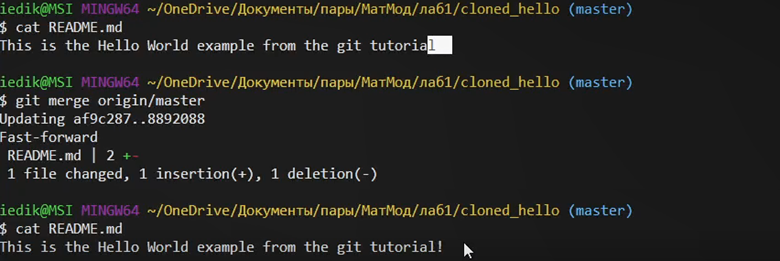 iedik@MSI MINGW64 ~/OneDrive/Документы/пары/МатМод/лаб1/cloned_hello (master)
$ cat README.md
This is the Hello World example from the git tutorial
iedik@MSI MINGW64 ~/OneDrive/Документы/пары/МатМод/лаб1/cloned_hello (master)
$ git merge origin/master
Updating af9c287..8892088
Fast-forward
 README.md | 2 +-
 1 file changed, 1 insertion(+), 1 deletion(-)
iedik@MSI MINGW64 ~/OneDrive/Документы/пары/МатМод/лаб1/cloned_hello (master)
$ cat README.md
This is the Hello World example from the git tutorial!